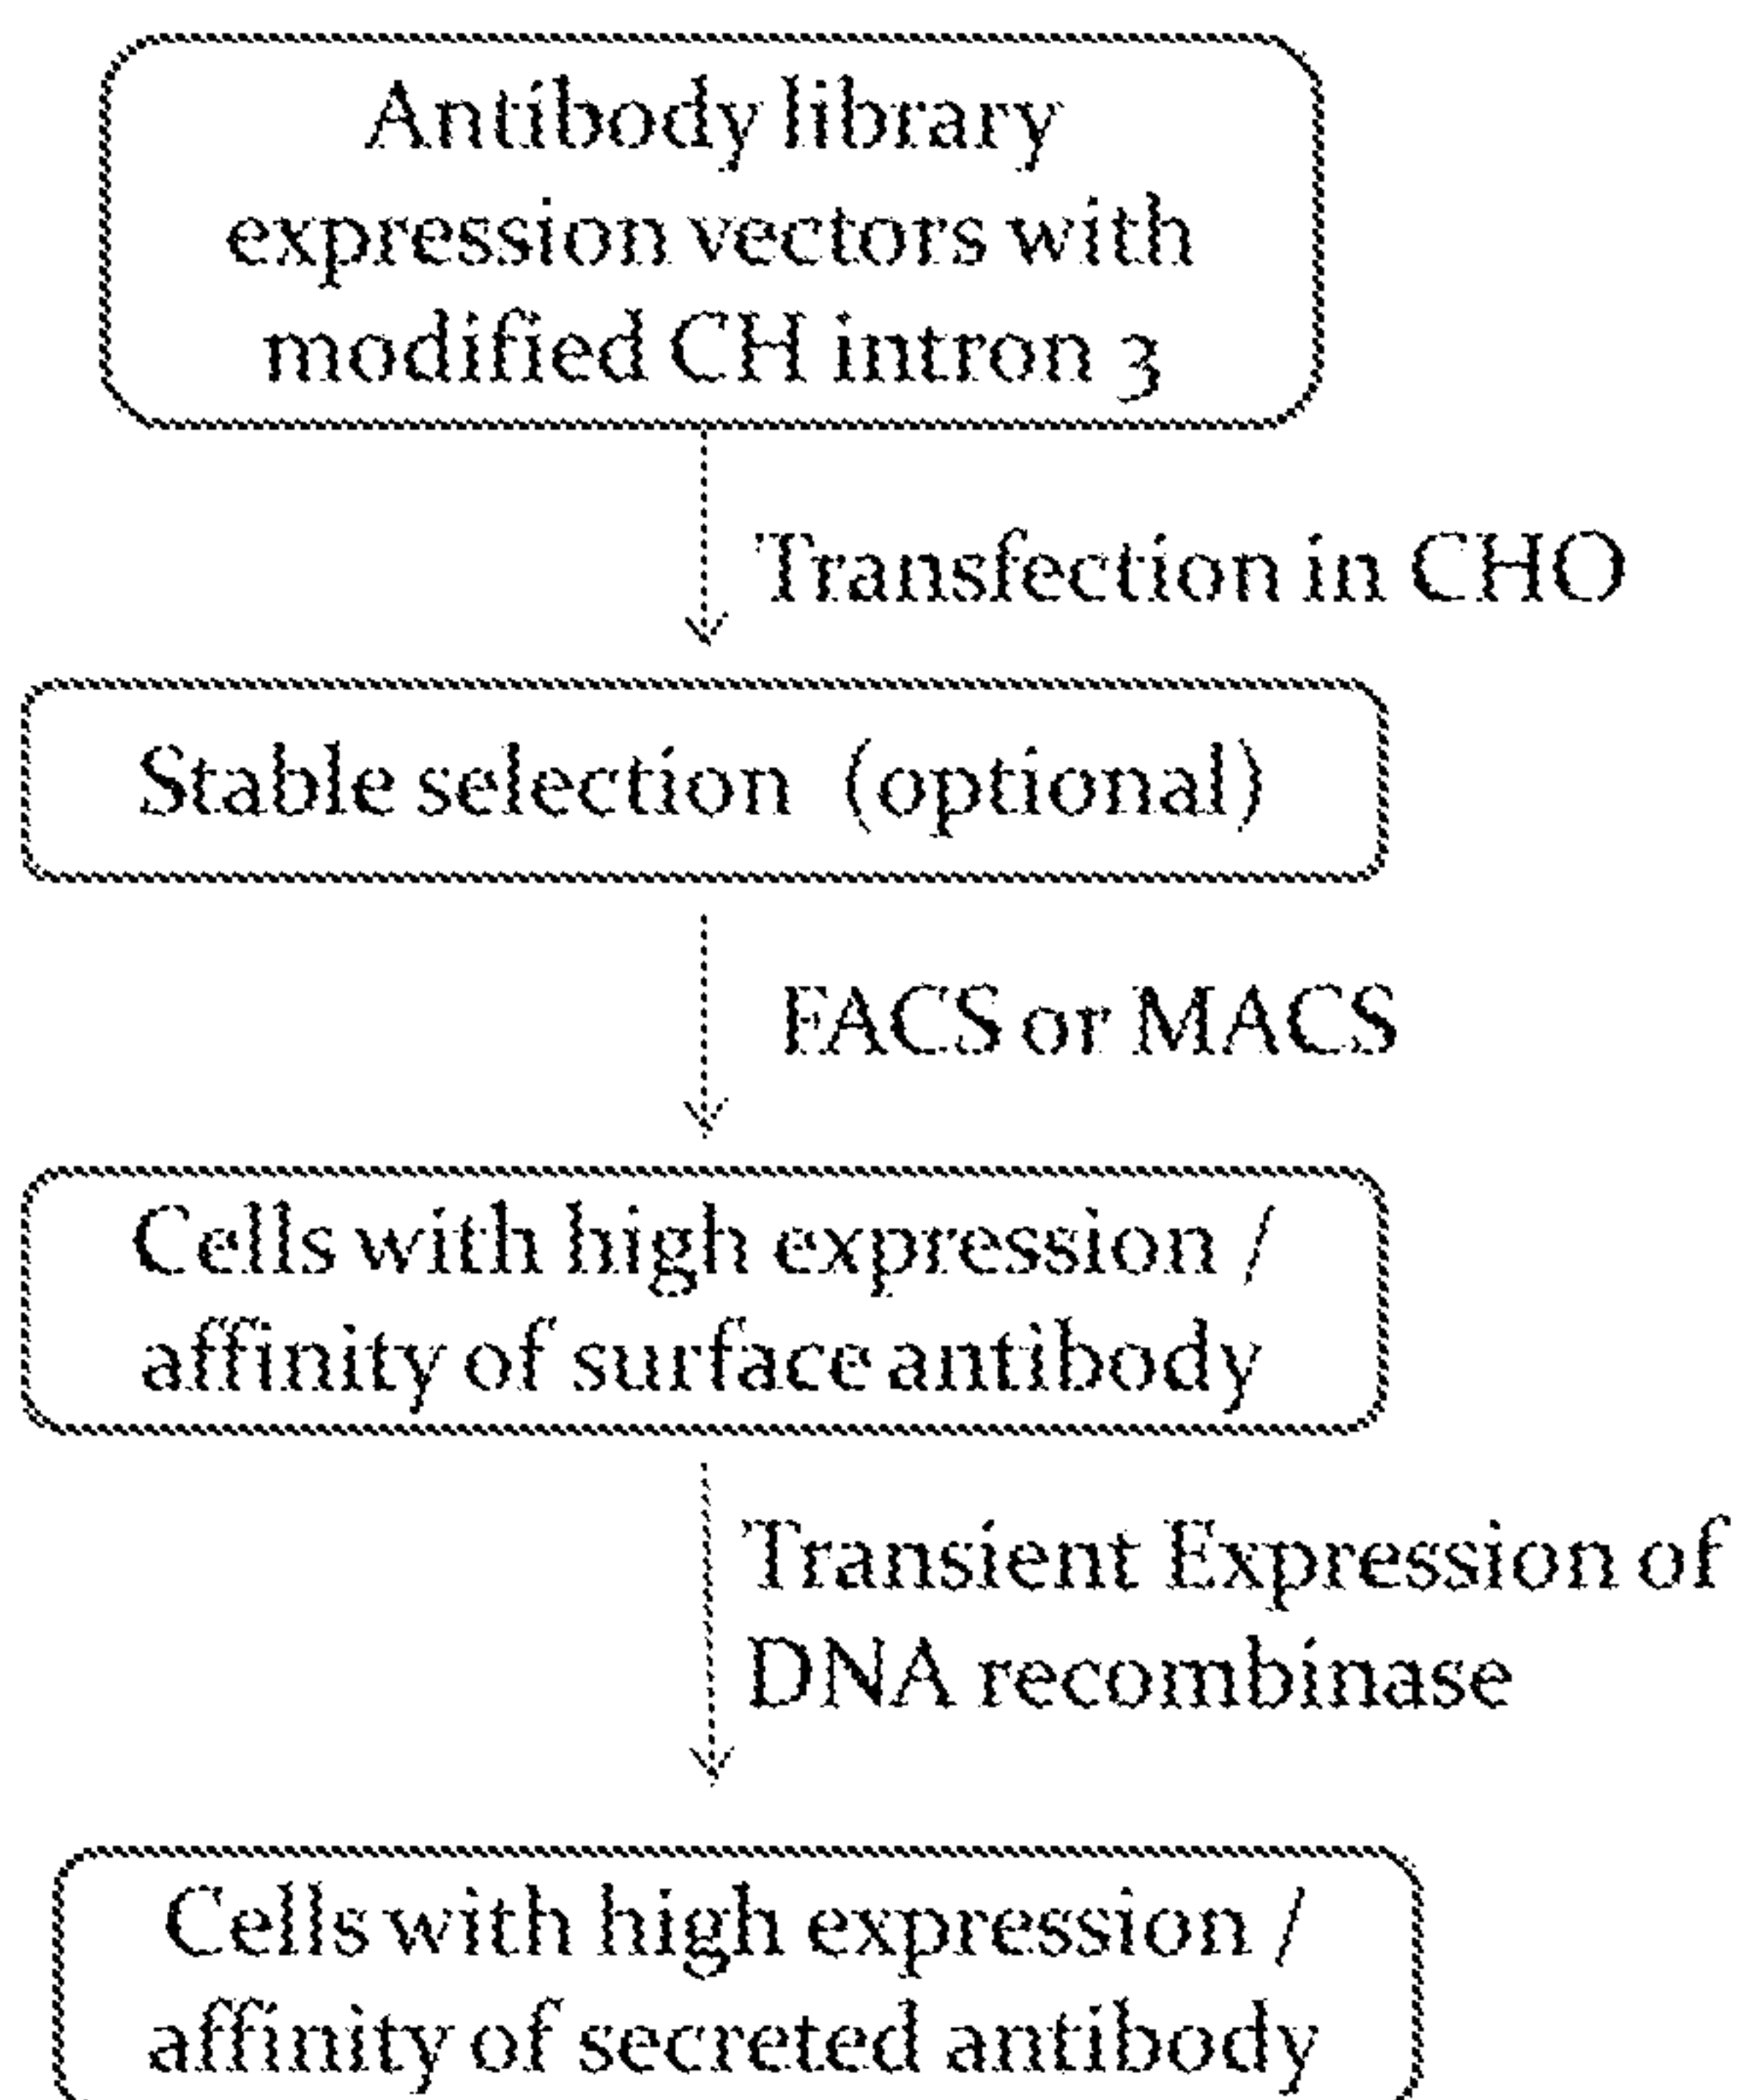 Antibody library
expression vectors with
modified CH intron 3
Transfection in CHO
Stable selection (optional)
FACS or MACS
Cells with high expression /
affinity of surface antibody
Transient Expression of
DNA recombinase
Cells with high expression /
affinity of secreted antibody